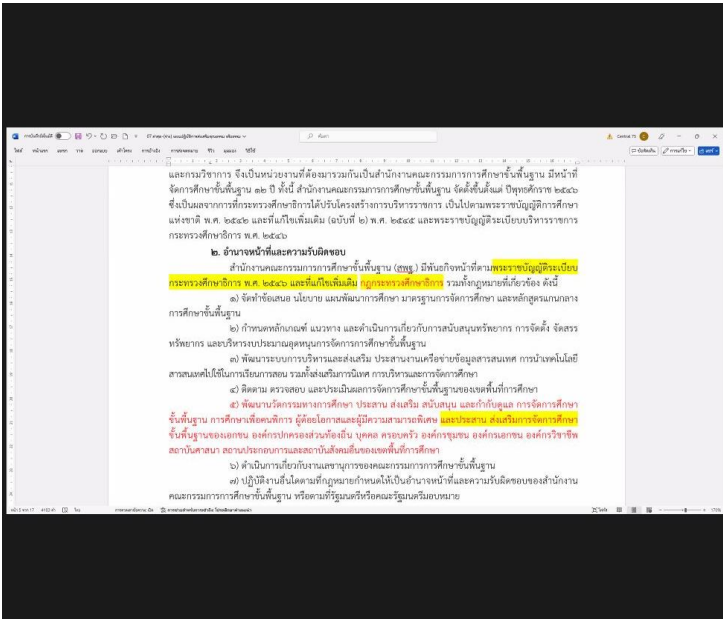 ค้นหา
Central 75
ไฟล์ หน้าแรก แทรก วาด ออกแบบ เค้าโครง การอ้างอิง การส่งจดหมาย รีวิว มุมมอง วิธีใช้
และกรมวิชาการ จึงเป็นหน่วยงานที่ต้องมารวมกันเป็นสำนักงานคณะกรรมการการศึกษาขั้นพื้นฐาน มีหน้าที่
จัดการศึกษาขั้นพื้นฐาน ๑๒ ปี ทั้งนี้ สำนักงานคณะกรรมการการศึกษาขั้นพื้นฐาน จัดตั้งขึ้นตั้งแต่ ปีพุทธศักราช ๒๕๔๖
ซึ่งเป็นผลจากการที่กระทรวงศึกษาธิการได้ปรับโครงสร้างการบริหารราชการ เป็นไปตามพระราชบัญญัติการศึกษา
แห่งชาติ พ.ศ. ๒๕๔๒ และที่แก้ไขเพิ่มเติม (ฉบับที่ ๒) พ.ศ. ๒๕๔๕ และพระราชบัญญัติระเบียบบริหารราชการ
กระทรวงศึกษาธิการ พ.ศ. ๒๕๔๖
๒. อำนาจหน้าที่และความรับผิดชอบ
สำนักงานคณะกรรมการการศึกษาขั้นพื้นฐาน (สพฐ.) มีพันธกิจหน้าที่ตามพระราชบัญญัติระเบียบ
กระทรวงศึกษาธิการ พ.ศ. ๒๕๔๖ และที่แก้ไขเพิ่มเติม กฎกระทรวงศึกษาธิการ รวมทั้งกฎหมายที่เกี่ยวข้อง ดังนี้
๑) จัดทำข้อเสนอ นโยบาย แผนพัฒนาการศึกษา มาตรฐานการจัดการศึกษา และหลักสูตรแกนกลาง
การศึกษาขั้นพื้นฐาน
๒) กำหนดหลักเกณฑ์ แนวทาง และดำเนินการเกี่ยวกับการสนับสนุนทรัพยากร การจัดตั้ง จัดสรร
ทรัพยากร และบริหารงบประมาณอุดหนุนการจัดการการศึกษาขั้นพื้นฐาน
๓) พัฒนาระบบการบริหารและส่งเสริม ประสานงานเครือข่ายข้อมูลสารสนเทศ การนำเทคโนโลยี
สารสนเทศไปใช้ในการเรียนการสอน รวมทั้งส่งเสริมการนิเทศ การบริหารและการจัดการศึกษา
๔) ติดตาม ตรวจสอบ และประเมินผลการจัดการศึกษาขั้นพื้นฐานของเขตพื้นที่การศึกษา
๕) พัฒนานวัตกรรมทางการศึกษา ประสาน ส่งเสริม สนับสนุน และกำกับดูแล การจัดการศึกษา
ขั้นพื้นฐาน การศึกษาเพื่อคนพิการ ผู้ด้อยโอกาสและผู้มีความสามารถพิเศษ และประสาน ส่งเสริมการจัดการศึกษา
ขั้นพื้นฐานของเอกชน องค์กรปกครองส่วนท้องถิ่น บุคคล ครอบครัว องค์กรชุมชน องค์กรเอกชน องค์กรวิชาชีพ
สถาบันศาสนา สถานประกอบการและสถาบันสังคมอื่นของเขตพื้นที่การศึกษา
๖) ดำเนินการเกี่ยวกับงานเลขานุการของคณะกรรมการการศึกษาขั้นพื้นฐาน
๗) ปฏิบัติงานอื่นใดตามที่กฎหมายกำหนดให้เป็นอำนาจหน้าที่และความรับผิดชอบของสำนักงาน
คณะกรรมการการศึกษาขั้นพื้นฐาน หรือตามที่รัฐมนตรีหรือคณะรัฐมนตรีมอบหมาย